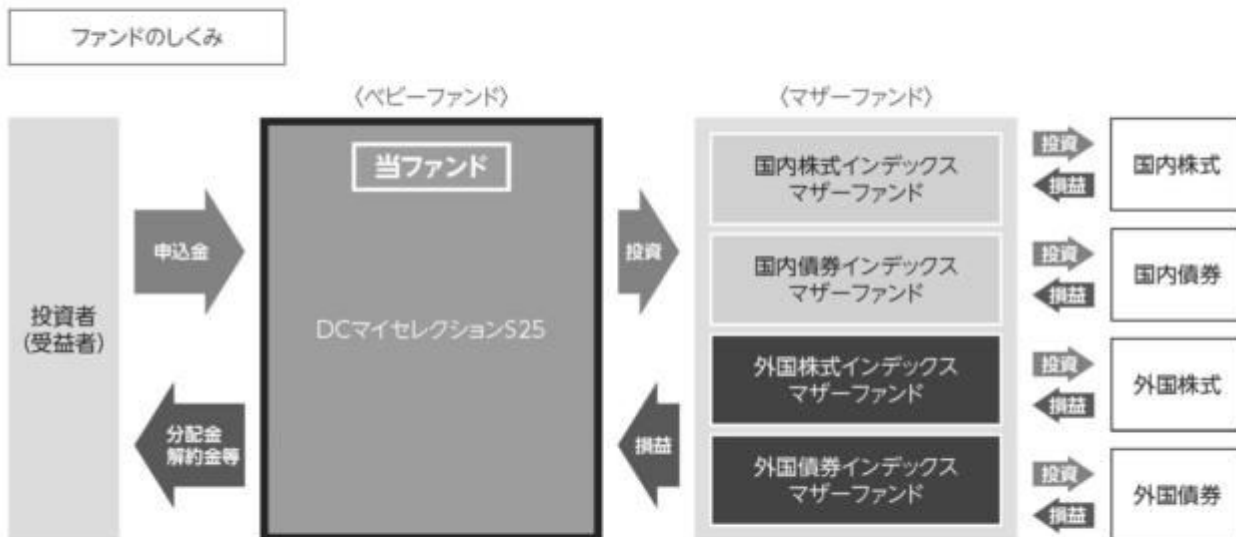 ファンドのしくみ
〈ベビーファンド〉
〈マザーファンド〉
投資者
(受益者)
申込金
分配金
解約金等
当ファンド
DCマイセレクションS25
投資
損益
国内株式インデックス
マザーファンド
国内債券インデックス
マザーファンド
外国株式インデックス
マザーファンド
外国債券インデックス
マザーファンド
投資
損益
国内株式
投資
損益
国内債券
投資
損益
外国株式
投資
損益
外国債券